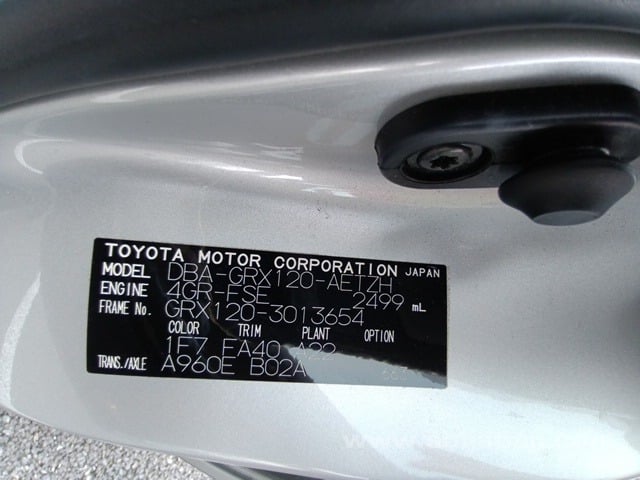 TOYOTA MOTOR CORPORATION JAPAN
MODEL DBA-GRX120-AETZH
ENGINE 4GR-FSE 2499 mL
FRAME No. GRX120-3013654
COLOR TRIM PLANT OPTION
1F7 FA40 A22
TRANS./AXLE A960E B02A